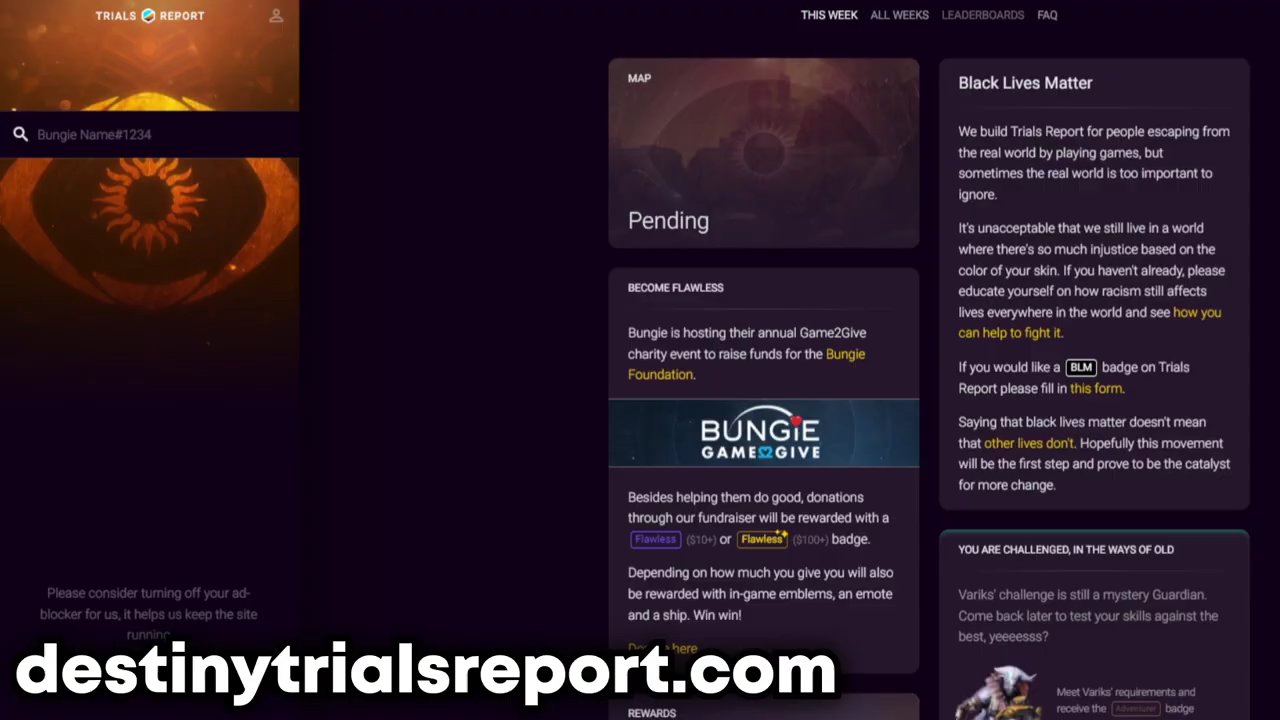 TRIALS REPORT
THIS WEEK ALL WEEKS LEADERBOARDS FAQ
Bungie Name#1234
Please consider turning off your ad-
blocker for us, it helps us keep the site
running.
MAP
Pending
BECOME FLAWLESS
Bungie is hosting their annual Game2Give
charity event to raise funds for the Bungie
Foundation.
BUNGIE
GAME2GIVE
Besides helping them do good, donations
through our fundraiser will be rewarded with a
Flawless ($10+) or Flawless ($100+) badge.
Depending on how much you give you will also
be rewarded with in-game emblems, an emote
and a ship. Win win!
here
REWARDS
Black Lives Matter
We build Trials Report for people escaping from
the real world by playing games, but
sometimes the real world is too important to
ignore.
It's unacceptable that we still live in a world
where there's so much injustice based on the
color of your skin. If you haven't already, please
educate yourself on how racism still affects
lives everywhere in the world and see how you
can help to fight it.
If you would like a BLM badge on Trials
Report please fill in this form.
Saying that black lives matter doesn't mean
that other lives don't. Hopefully this movement
will be the first step and prove to be the catalyst
for more change.
YOU ARE CHALLENGED, IN THE WAYS OF OLD
Variks' challenge is still a mystery Guardian.
Come back later to test your skills against the
best, yeeeesss?
Meet Variks' requirements and
receive the Adventurer badge
destinytrialsreport.com